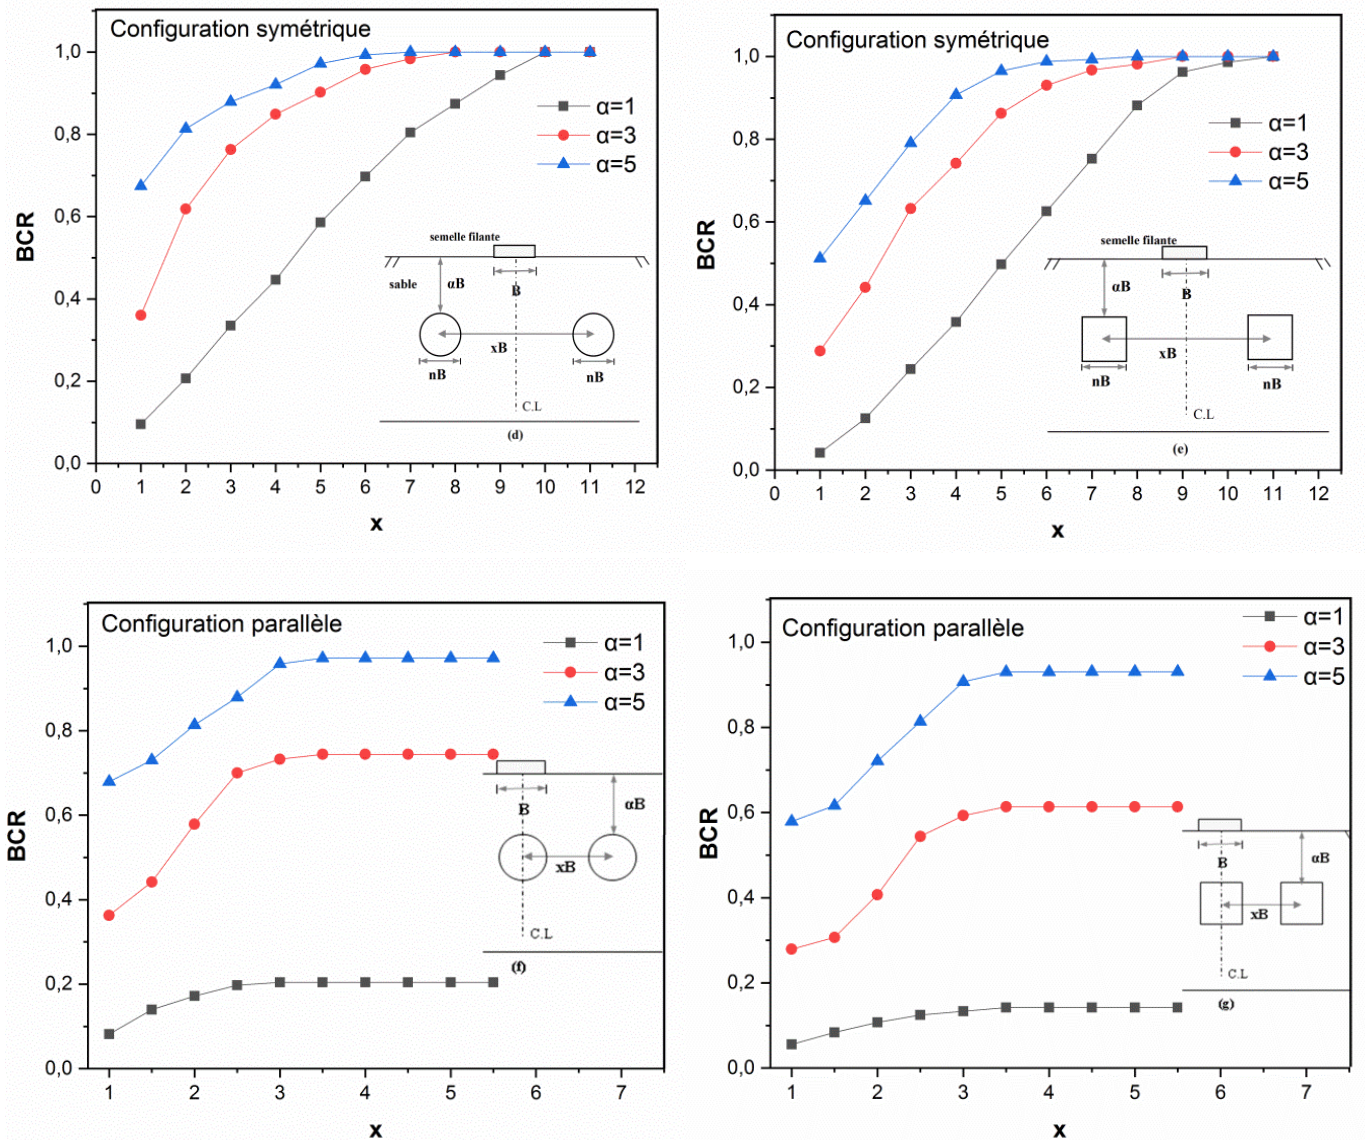 Configuration symétrique
1,0
0,8
0,6
0,4
0,2
0,0
BCR
α=1
α=3
α=5
semelle filante
sable
αB
B
xB
nB
nB
C.L
(d)
0 1 2 3 4 5 6 7 8 9 10 11 12
x
Configuration symétrique
1,0
0,8
0,6
0,4
0,2
0,0
BCR
α=1
α=3
α=5
semelle filante
αB
B
xB
nB
nB
C.L
(e)
0 1 2 3 4 5 6 7 8 9 10 11 12
x
Configuration parallèle
1,0
0,8
0,6
0,4
0,2
0,0
BCR
α=1
α=3
α=5
B
αB
xB
C.L
(f)
1 2 3 4 5 6 7
x
Configuration parallèle
1,0
0,8
0,6
0,4
0,2
0,0
BCR
α=1
α=3
α=5
B
αB
xB
C.L
(g)
1 2 3 4 5 6 7
x